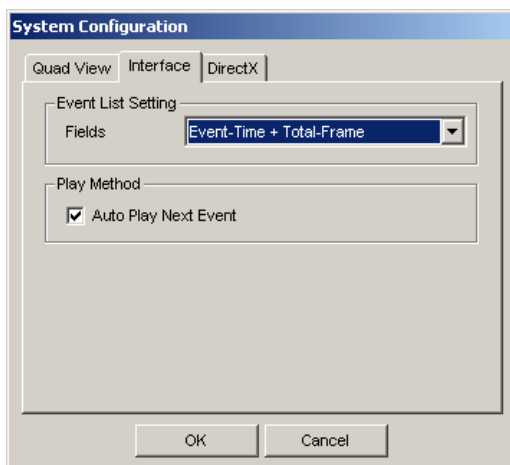 System Configuration
Quad View Interface DirectX
Event List Setting
Fields Event-Time + Total-Frame
Play Method
Auto Play Next Event
OK Cancel